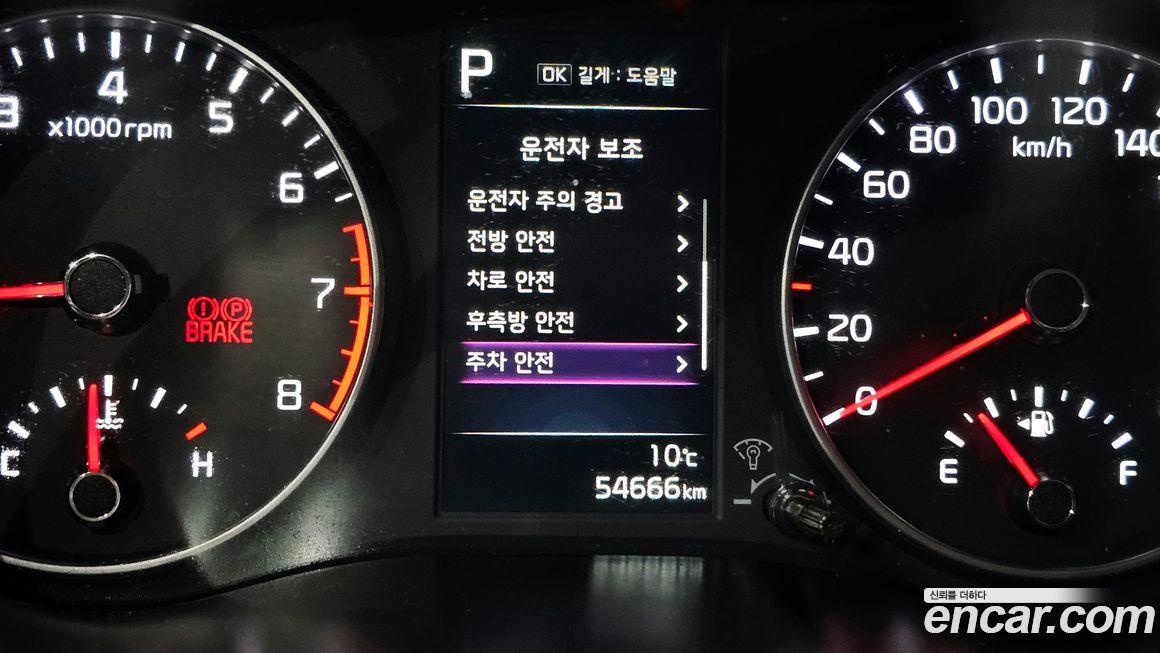 P
OK 길게 : 도움말
운전자 보조
운전자 주의 경고
전방 안전
차로 안전
후측방 안전
주차 안전
10℃
54666km
3 4 5 6 7 8
x1000rpm
BRAKE
C H
0 20 40 60 80 100 120 140
km/h
E F
신뢰를 더하다
encar.com